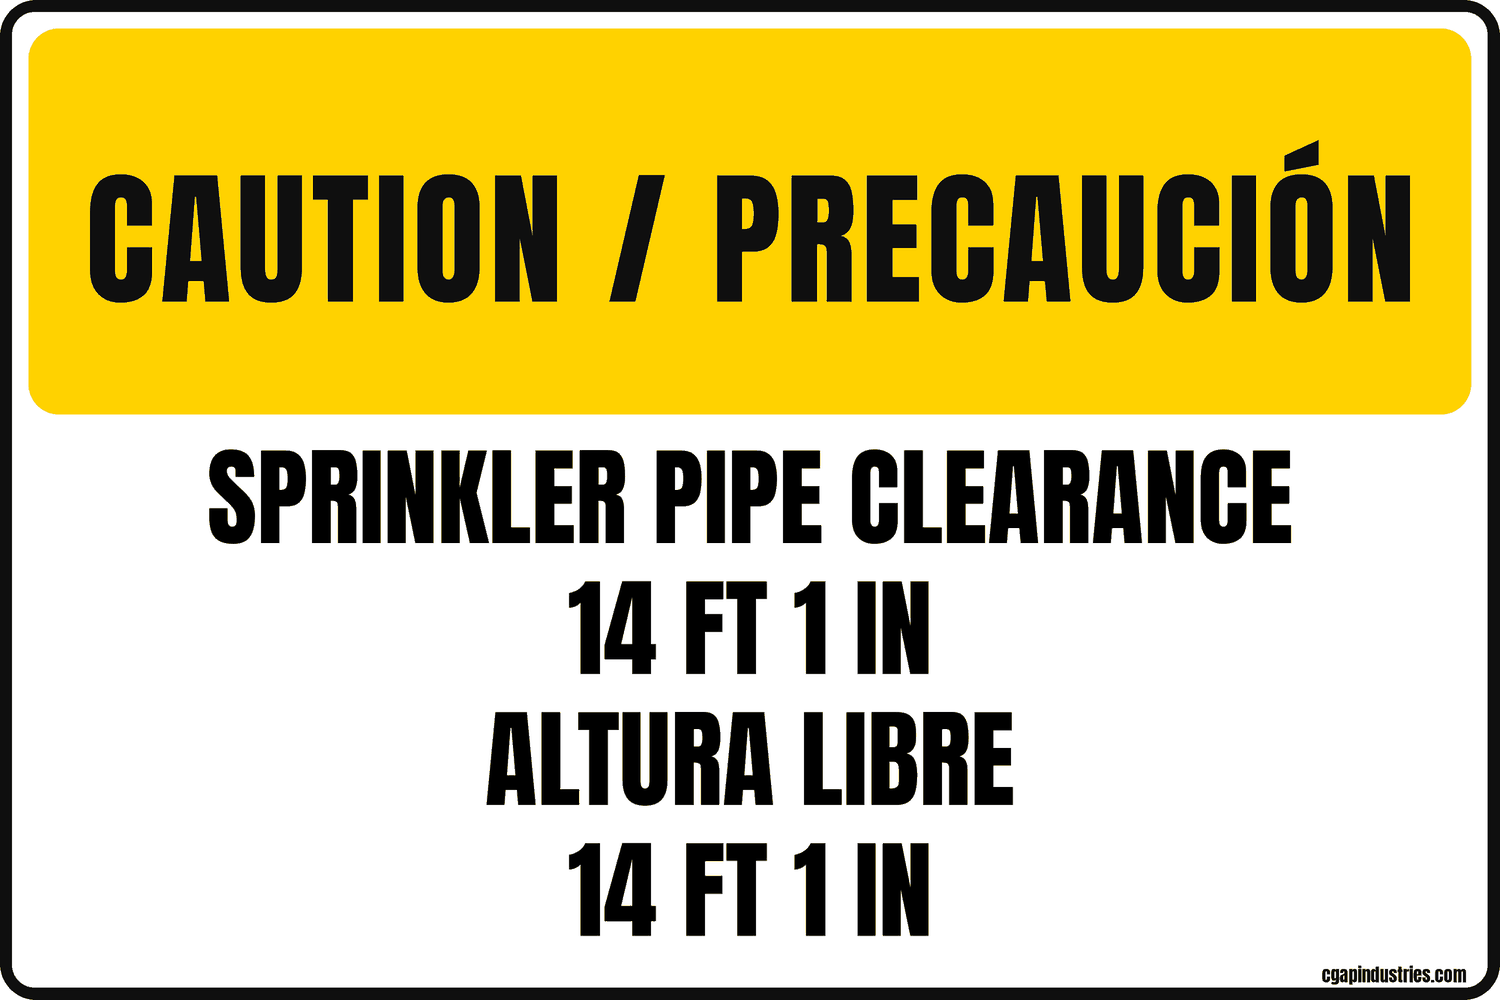 CAUTION / PRECAUCIÓN
SPRINKLER PIPE CLEARANCE
14 FT 1 IN
ALTURA LIBRE
14 FT 1 IN
cgapindustries.com